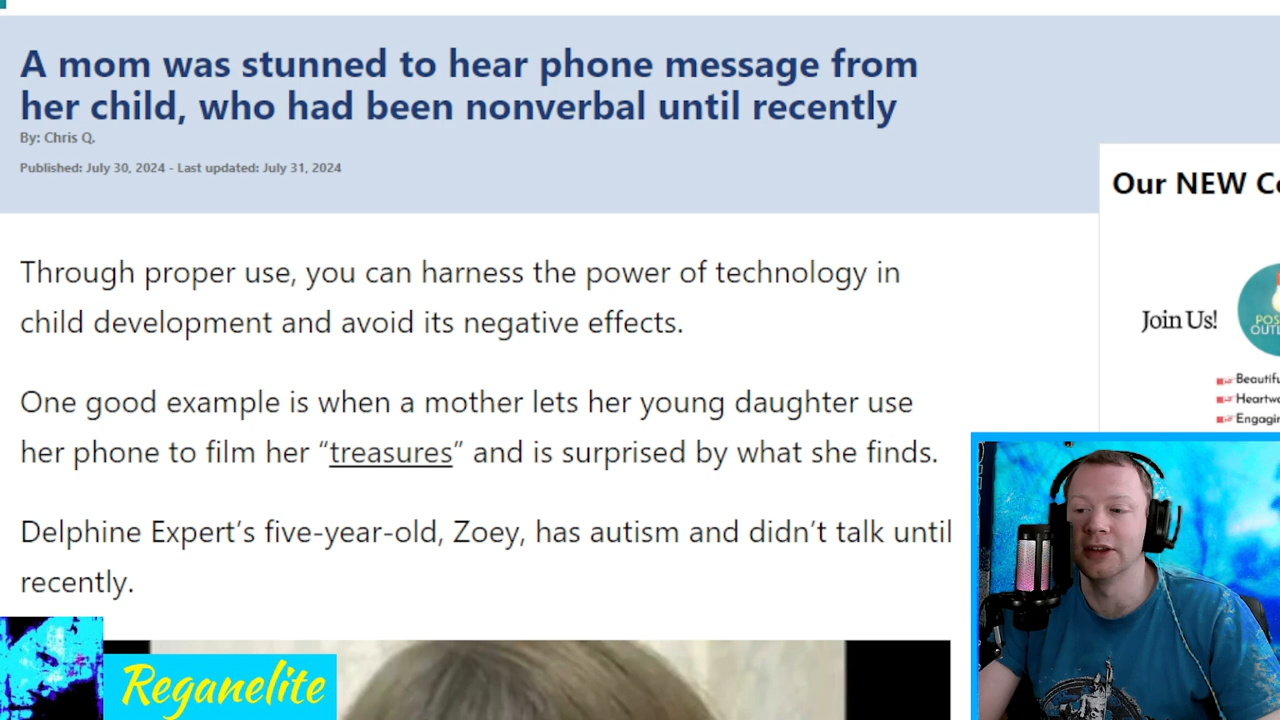 A mom was stunned to hear phone message from
her child, who had been nonverbal until recently
By: Chris Q.
Published: July 30, 2024 - Last updated: July 31, 2024
Our NEW
Join Us!
Through proper use, you can harness the power of technology in
child development and avoid its negative effects.
One good example is when a mother lets her young daughter use
her phone to film her “treasures” and is surprised by what she finds.
Delphine Expert’s five-year-old, Zoey, has autism and didn’t talk until
recently.
Reganelite